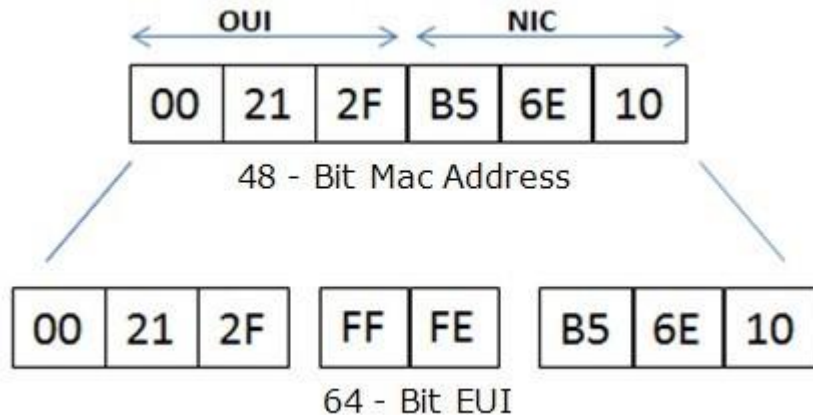 OUI NIC
00 21 2F B5 6E 10
48 - Bit Mac Address
00 21 2F FF FE B5 6E 10
64 - Bit EUI